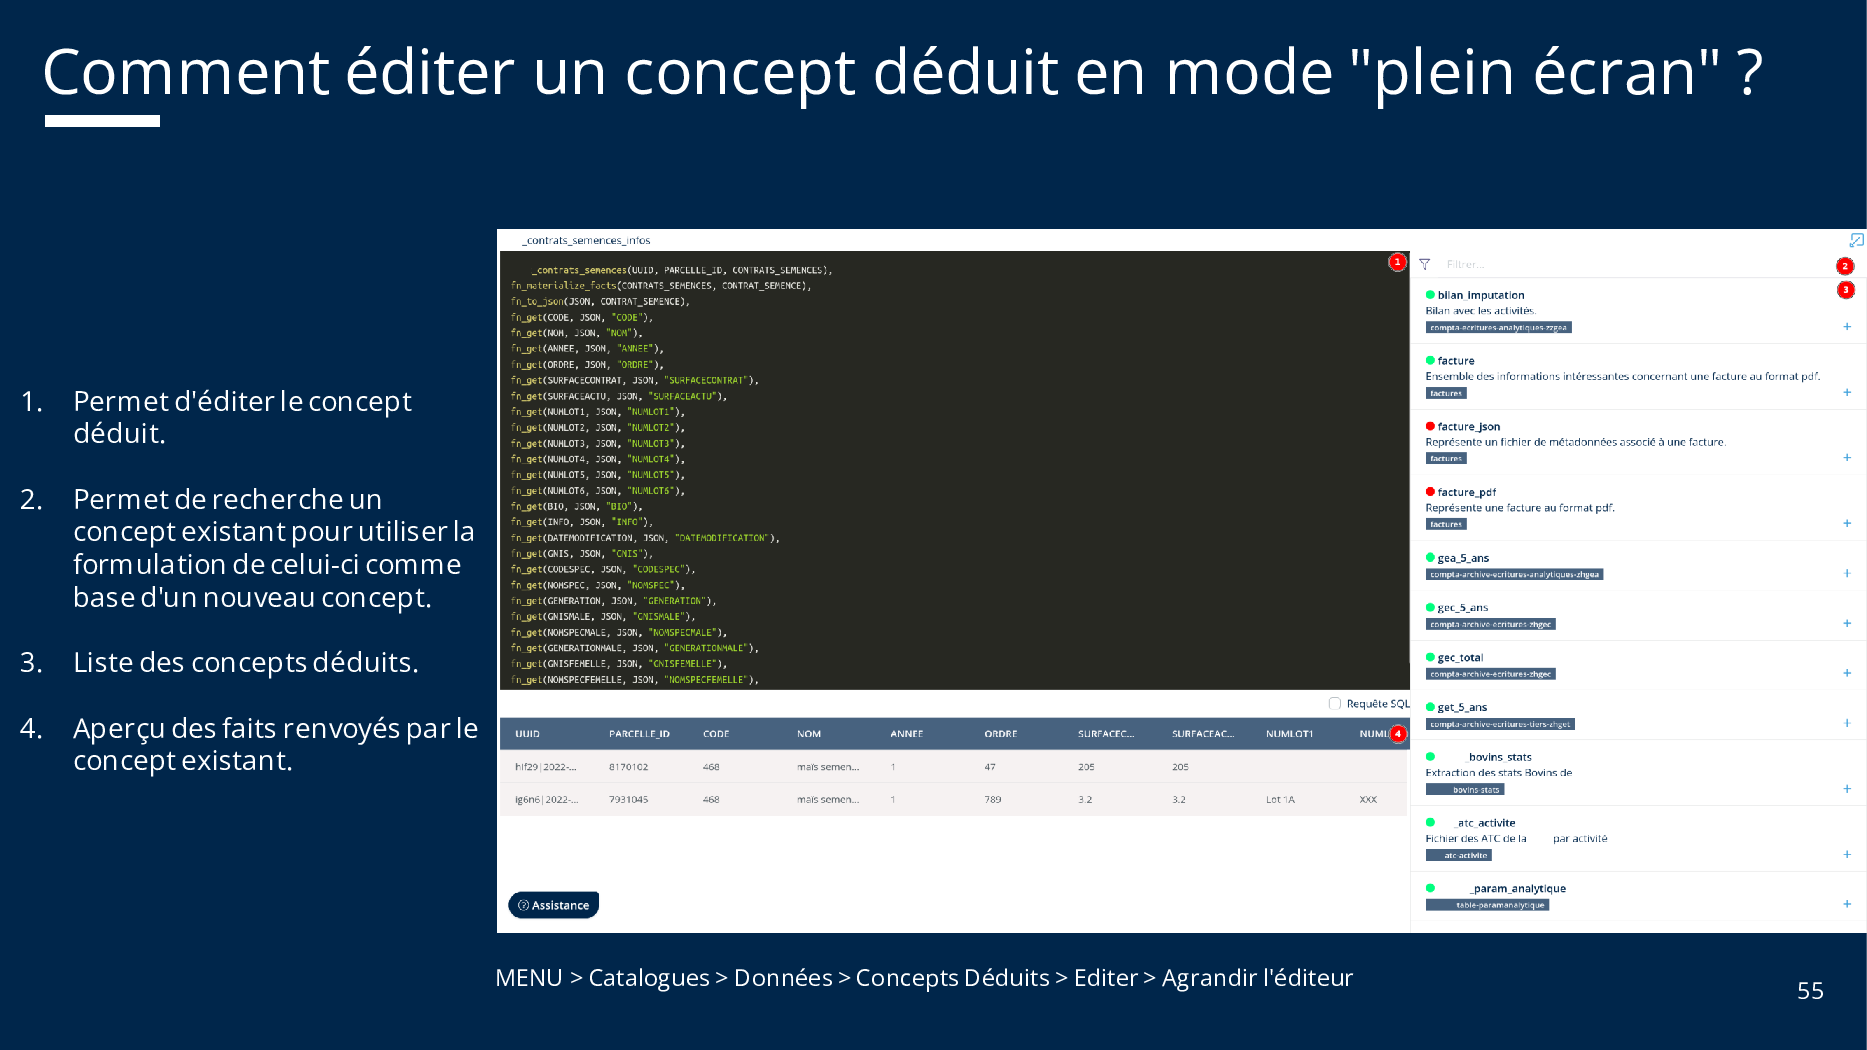 Comment éditer un concept déduit en mode "plein écran" ?
1. Permet d'éditer le concept
déduit.
2. Permet de recherche un
concept existant pour utiliser la
formulation de celui-ci comme
base d'un nouveau concept.
3. Liste des concepts déduits.
4. Aperçu des faits renvoyés par le
concept existant.
_contrats_semences_infos
1
_contrats_semences(UUID, PARCELLE_ID, CONTRATS_SEMENCES),
fn_materialize_facts(CONTRATS_SEMENCES, CONTRAT_SEMENCE),
fn_to_json(JSON, CONTRAT_SEMENCE),
fn_get(CODE, JSON, "CODE"),
fn_get(NOM, JSON, "NOM"),
fn_get(ANNEE, JSON, "ANNEE"),
fn_get(ORDRE, JSON, "ORDRE"),
fn_get(SURFACECONTRAT, JSON, "SURFACECONTRAT"),
fn_get(SURFACEACTU, JSON, "SURFACEACTU"),
fn_get(NUMLOT1, JSON, "NUMLOT1"),
fn_get(NUMLOT2, JSON, "NUMLOT2"),
fn_get(NUMLOT3, JSON, "NUMLOT3"),
fn_get(NUMLOT4, JSON, "NUMLOT4"),
fn_get(NUMLOT5, JSON, "NUMLOT5"),
fn_get(NUMLOT6, JSON, "NUMLOT6"),
fn_get(BIO, JSON, "BIO"),
fn_get(INFO, JSON, "INFO"),
fn_get(DATEMODIFICATION, JSON, "DATEMODIFICATION"),
fn_get(GNIS, JSON, "GNIS"),
fn_get(CODESPEC, JSON, "CODESPEC"),
fn_get(NOMSPEC, JSON, "NOMSPEC"),
fn_get(GENERATION, JSON, "GENERATION"),
fn_get(GNISMALE, JSON, "GNISMALE"),
fn_get(NOMSPECMALE, JSON, "NOMSPECMALE"),
fn_get(GENERATIONMALE, JSON, "GENERATIONMALE"),
fn_get(GNISFEMELLE, JSON, "GNISFEMELLE"),
fn_get(NOMSPECFEMELLE, JSON, "NOMSPECFEMELLE"),
Requête SQL
UUID PARCELLE_ID CODE NOM ANNEE ORDRE SURFACEC... SURFACEAC... NUMLOT1 NUML 4
hif29|2022-... 8170102 468 maïs semen... 1 47 205 205
ig6n6|2022-... 7931045 468 maïs semen... 1 789 3.2 3.2 Lot 1A XXX
Assistance
Filtrer...
2
3
bilan_imputation
Bilan avec les activités.
compta-ecritures-analytiques-zzgea
+
facture
Ensemble des informations intéressantes concernant une facture au format pdf.
factures
+
facture_json
Représente un fichier de métadonnées associé à une facture.
factures
+
facture_pdf
Représente une facture au format pdf.
factures
+
gea_5_ans
compta-archive-ecritures-analytiques-zhgea
+
gec_5_ans
compta-archive-ecritures-zhgec
+
gec_total
compta-archive-ecritures-zhgec
+
get_5_ans
compta-archive-ecritures-tiers-zhget
+
_bovins_stats
Extraction des stats Bovins de
bovins-stats
+
_atc_activite
Fichier des ATC de la par activité
atc-activite
+
_param_analytique
table-paramanalytique
+
MENU > Catalogues > Données > Concepts Déduits > Editer > Agrandir l'éditeur
55